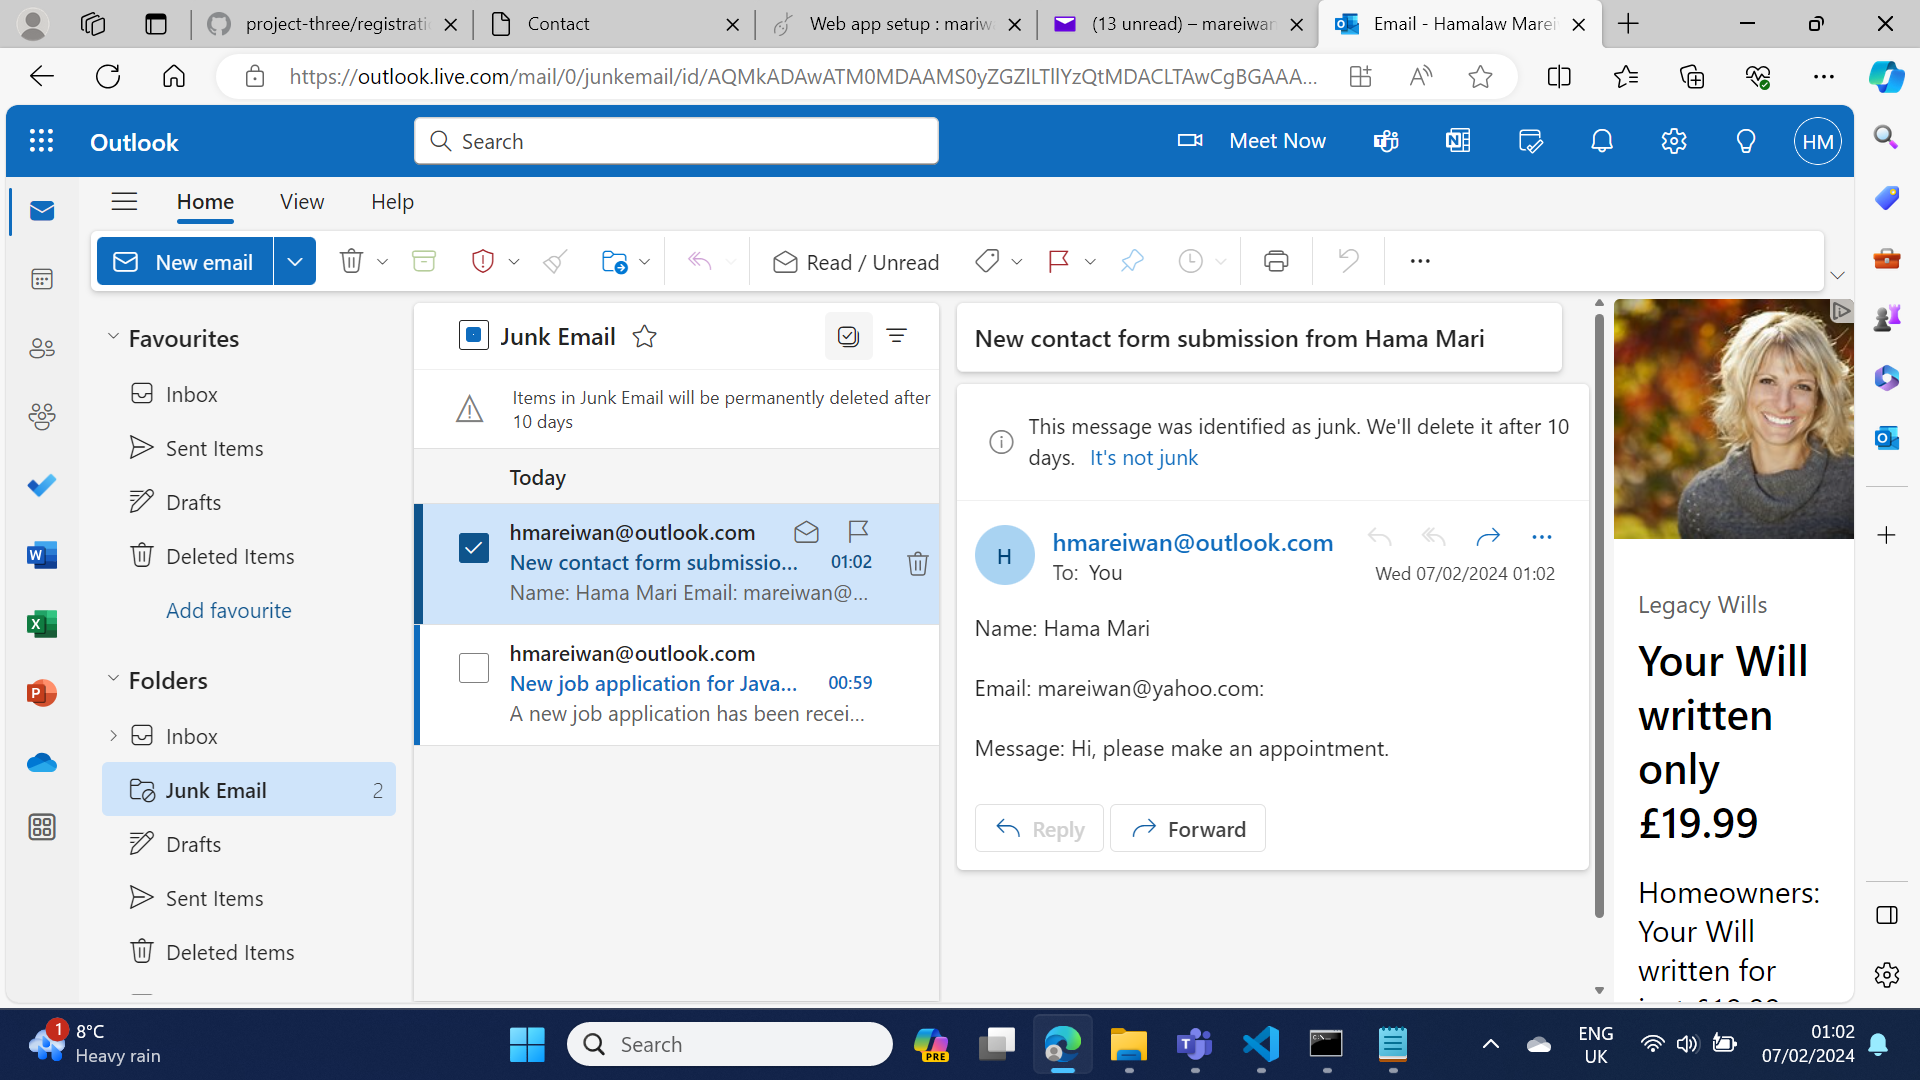 project-three/registratio
Contact
Web app setup : mariwa
(13 unread) – mareiwan
Email - Hamalaw Marei
https://outlook.live.com/mail/0/junkemail/id/AQMkADAwATM0MDAAMS0yZGZlLTllYzQtMDACLTAwCgBGAAA...
Outlook
Search
Meet Now
HM
Home
View
Help
New email
Read / Unread
Favourites
Inbox
Sent Items
Drafts
Deleted Items
Add favourite
Folders
Inbox
Junk Email 2
Drafts
Sent Items
Deleted Items
Junk Email
Items in Junk Email will be permanently deleted after
10 days
Today
hmareiwan@outlook.com
New contact form submissio... 01:02
Name: Hama Mari Email: mareiwan@...
hmareiwan@outlook.com
New job application for Java... 00:59
A new job application has been recei...
New contact form submission from Hama Mari
This message was identified as junk. We'll delete it after 10
days. It's not junk
H
hmareiwan@outlook.com
To: You
Wed 07/02/2024 01:02
Name: Hama Mari
Email: mareiwan@yahoo.com:
Message: Hi, please make an appointment.
Reply
Forward
Legacy Wills
Your Will
written
only
£19.99
Homeowners:
Your Will
written for
1
8°C
Heavy rain
Search
PRE
ENG
UK
01:02
07/02/2024